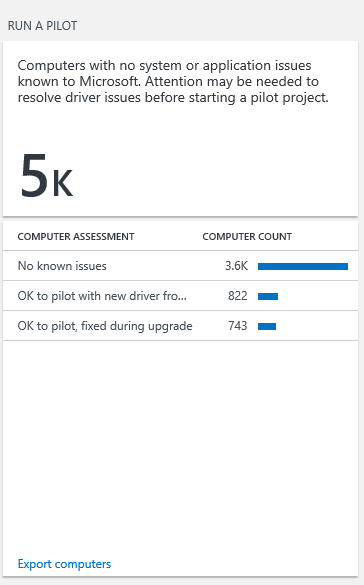 RUN A PILOT
Computers with no system or application issues
known to Microsoft. Attention may be needed to
resolve driver issues before starting a pilot project.
5K
COMPUTER ASSESSMENT COMPUTER COUNT
No known issues 3.6K
OK to pilot with new driver fro... 822
OK to pilot, fixed during upgrade 743
Export computers